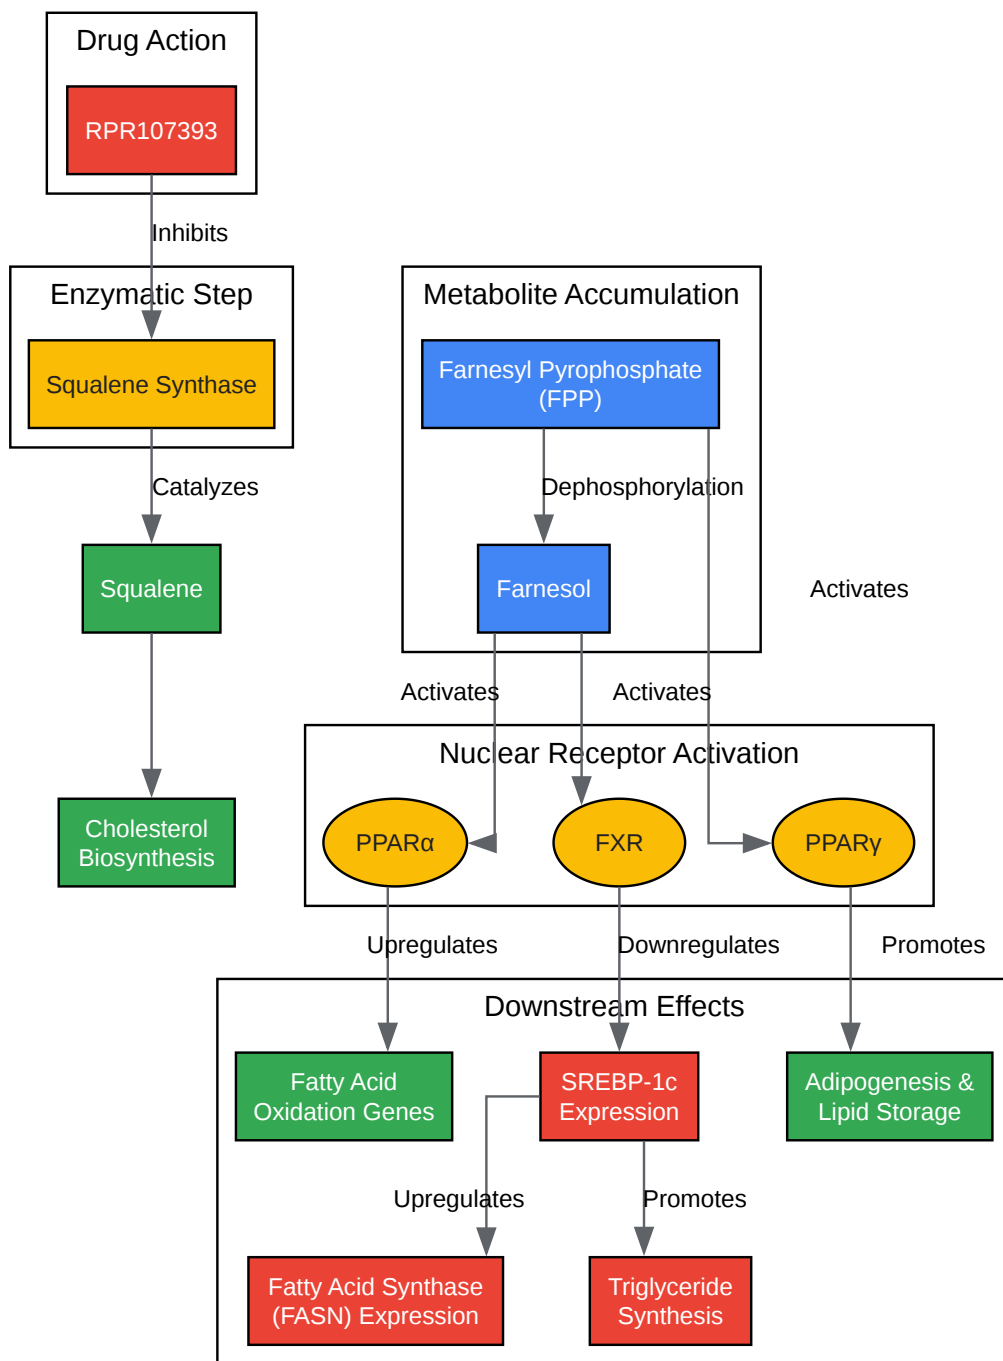 Drug Action
RPR107393
Inhibits
Enzymatic Step
Metabolite Accumulation
Squalene Synthase
Farnesyl Pyrophosphate
(FPP)
Catalyzes
Dephosphorylation
Squalene
Farnesol
Activates
Activates
Activates
Nuclear Receptor Activation
Cholesterol
Biosynthesis
PPARα
FXR
PPARγ
Upregulates
Downregulates
Promotes
Downstream Effects
Fatty Acid
Oxidation Genes
SREBP-1c
Expression
Adipogenesis &
Lipid Storage
Upregulates
Promotes
Fatty Acid Synthase
(FASN) Expression
Triglyceride
Synthesis